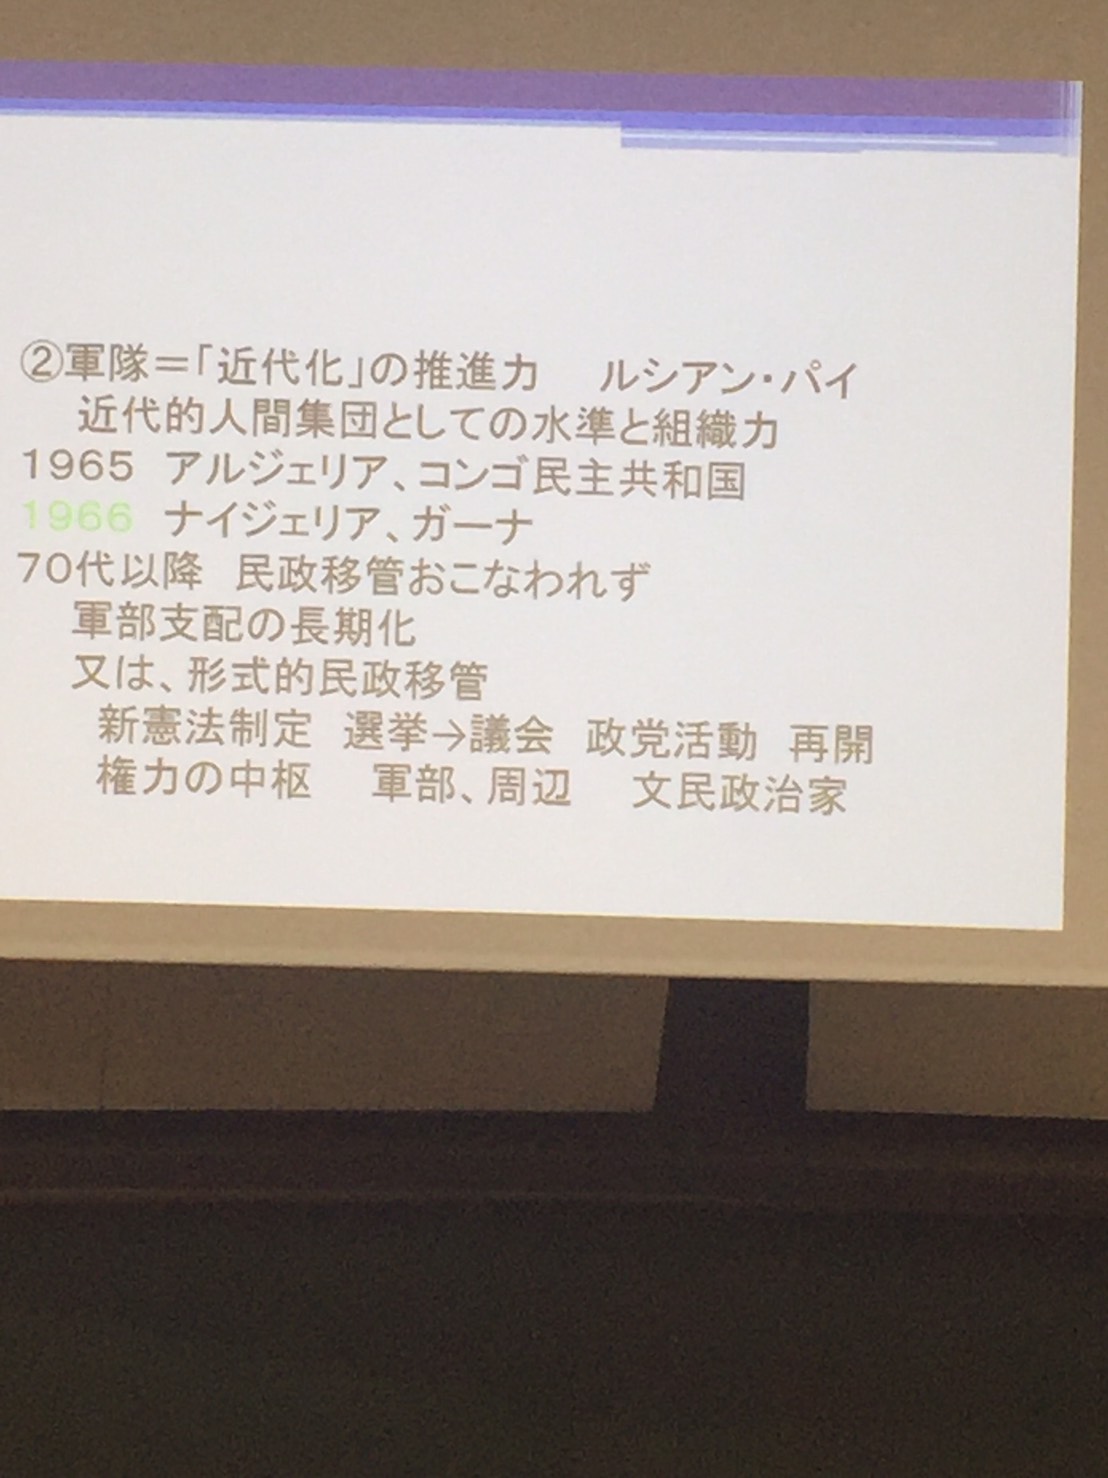 ②軍隊＝「近代化」の推進力　ルシアン・パイ
近代的人間集団としての水準と組織力
1965　アルジェリア、コンゴ民主共和国
1966　ナイジェリア、ガーナ
70代以降　民政移管おこなわれず
軍部支配の長期化
又は、形式的民政移管
新憲法制定　選挙→議会　政党活動　再開
権力の中枢　軍部、周辺　文民政治家